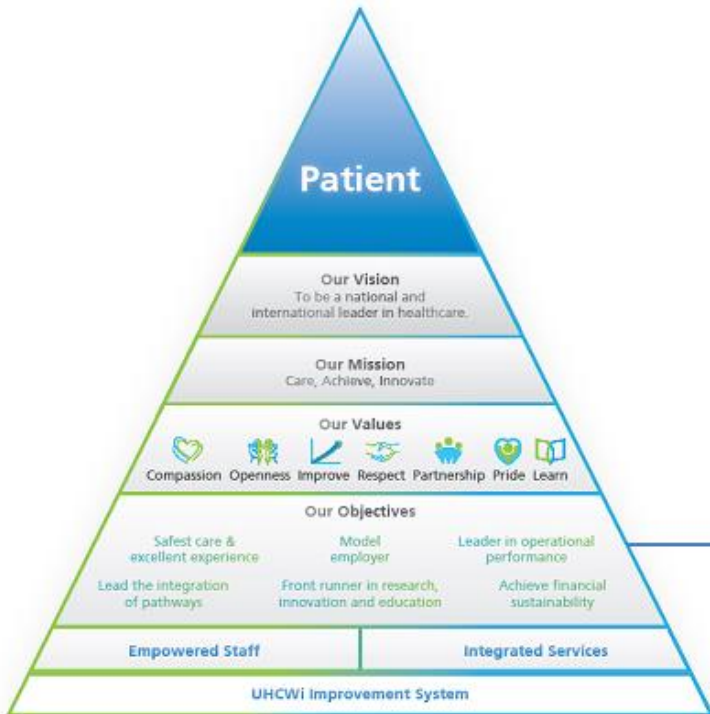 Patient
Our Vision
To be a national and
international leader in healthcare.
Our Mission
Care, Achieve, Innovate
Our Values
Compassion Openness Improve Respect Partnership Pride Learn
Our Objectives
Safest care &
excellent experience
Model
employer
Leader in operational
performance
Lead the integration
of pathways
Front runner in research,
innovation and education
Achieve financial
sustainability
Empowered Staff
Integrated Services
UHCWi Improvement System